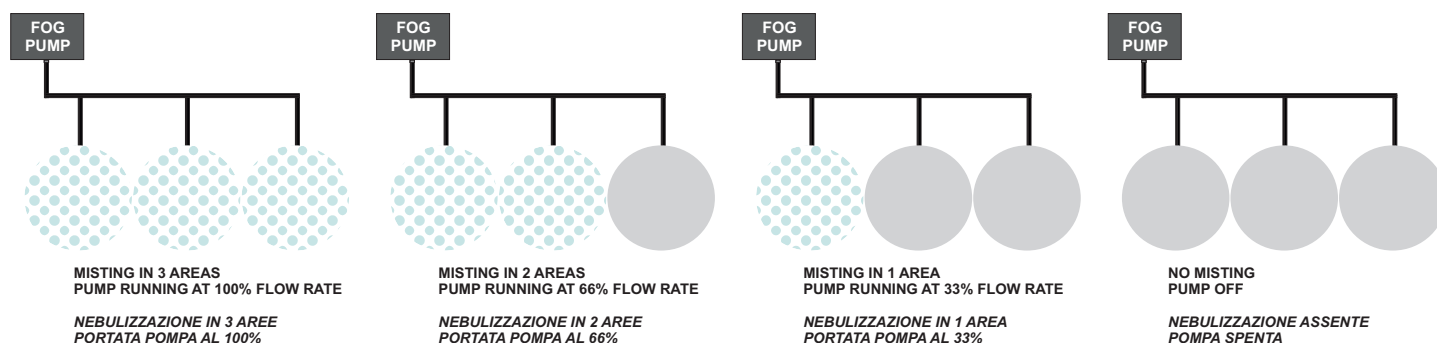 FOG
PUMP
FOG
PUMP
FOG
PUMP
FOG
PUMP
MISTING IN 3 AREAS
PUMP RUNNING AT 100% FLOW RATE
NEBULIZZAZIONE IN 3 AREE
PORTATA POMPA AL 100%
MISTING IN 2 AREAS
PUMP RUNNING AT 66% FLOW RATE
NEBULIZZAZIONE IN 2 AREE
PORTATA POMPA AL 66%
MISTING IN 1 AREA
PUMP RUNNING AT 33% FLOW RATE
NEBULIZZAZIONE IN 1 AREA
PORTATA POMPA AL 33%
NO MISTING
PUMP OFF
NEBULIZZAZIONE ASSENTE
POMPA SPENTA